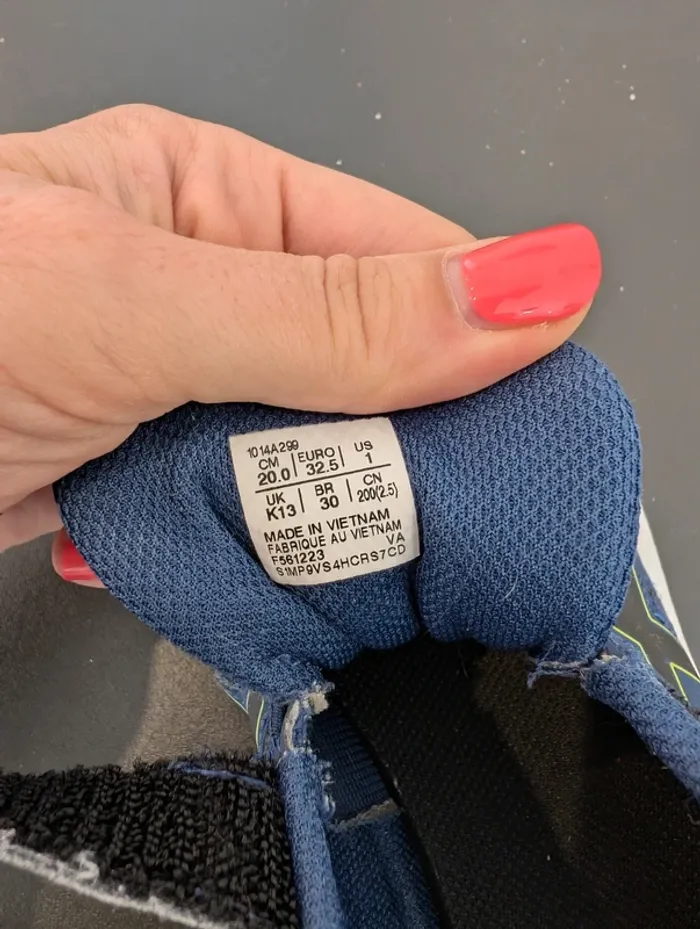 1014A299
CM EURO US
20.0 32.5 1
UK BR CN
K13 30 200(2.5)
MADE IN VIETNAM
FABRIQUE AU VIETNAM
F561223 VA
S1MP9VS4HCRS7CD